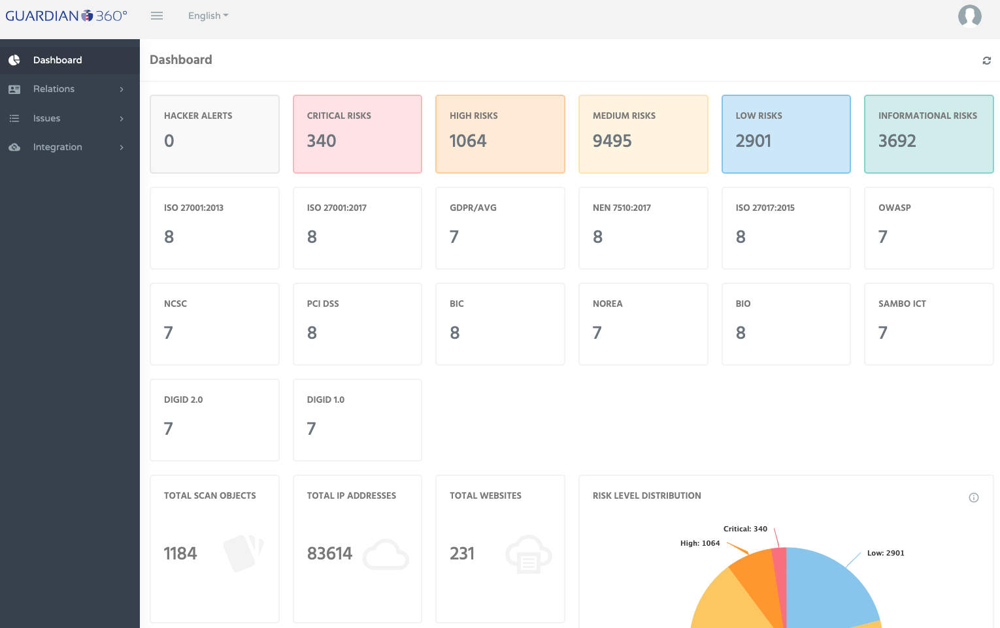 GUARDIAN 360°
English
Dashboard
Relations
Issues
Integration
Dashboard
HACKER ALERTS
0
CRITICAL RISKS
340
HIGH RISKS
1064
MEDIUM RISKS
9495
LOW RISKS
2901
INFORMATIONAL RISKS
3692
ISO 27001:2013
8
ISO 27001:2017
8
GDPR/AVG
7
NEN 7510:2017
8
ISO 27017:2015
8
OWASP
7
NCSC
7
PCI DSS
8
BIC
8
NOREA
7
BIO
8
SAMBO ICT
7
DIGID 2.0
7
DIGID 1.0
7
TOTAL SCAN OBJECTS
1184
TOTAL IP ADDRESSES
83614
TOTAL WEBSITES
231
RISK LEVEL DISTRIBUTION
Critical: 340
High: 1064
Low: 2901